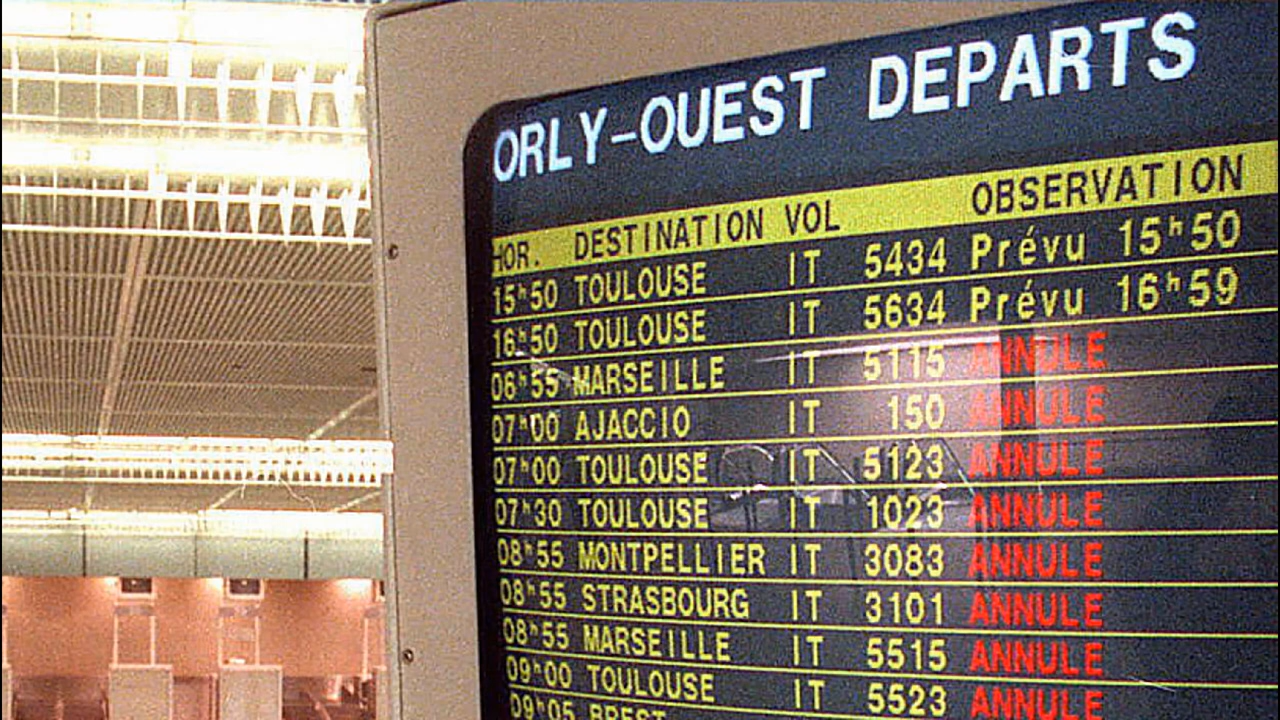 ORLY-OUEST DEPARTS
HOR. DESTINATION VOL OBSERVATION
15h50 TOULOUSE IT 5434 Prévu 15h50
16h50 TOULOUSE IT 5634 Prévu 16h59
06h55 MARSEILLE IT 5115 ANNULE
07h00 AJACCIO IT 150 ANNULE
07h00 TOULOUSE IT 5123 ANNULE
07h30 TOULOUSE IT 1023 ANNULE
08h55 MONTPELLIER IT 3083 ANNULE
08h55 STRASBOURG IT 3101 ANNULE
08h55 MARSEILLE IT 5515 ANNULE
09h00 TOULOUSE IT 5523 ANNULE
09h05 BREST